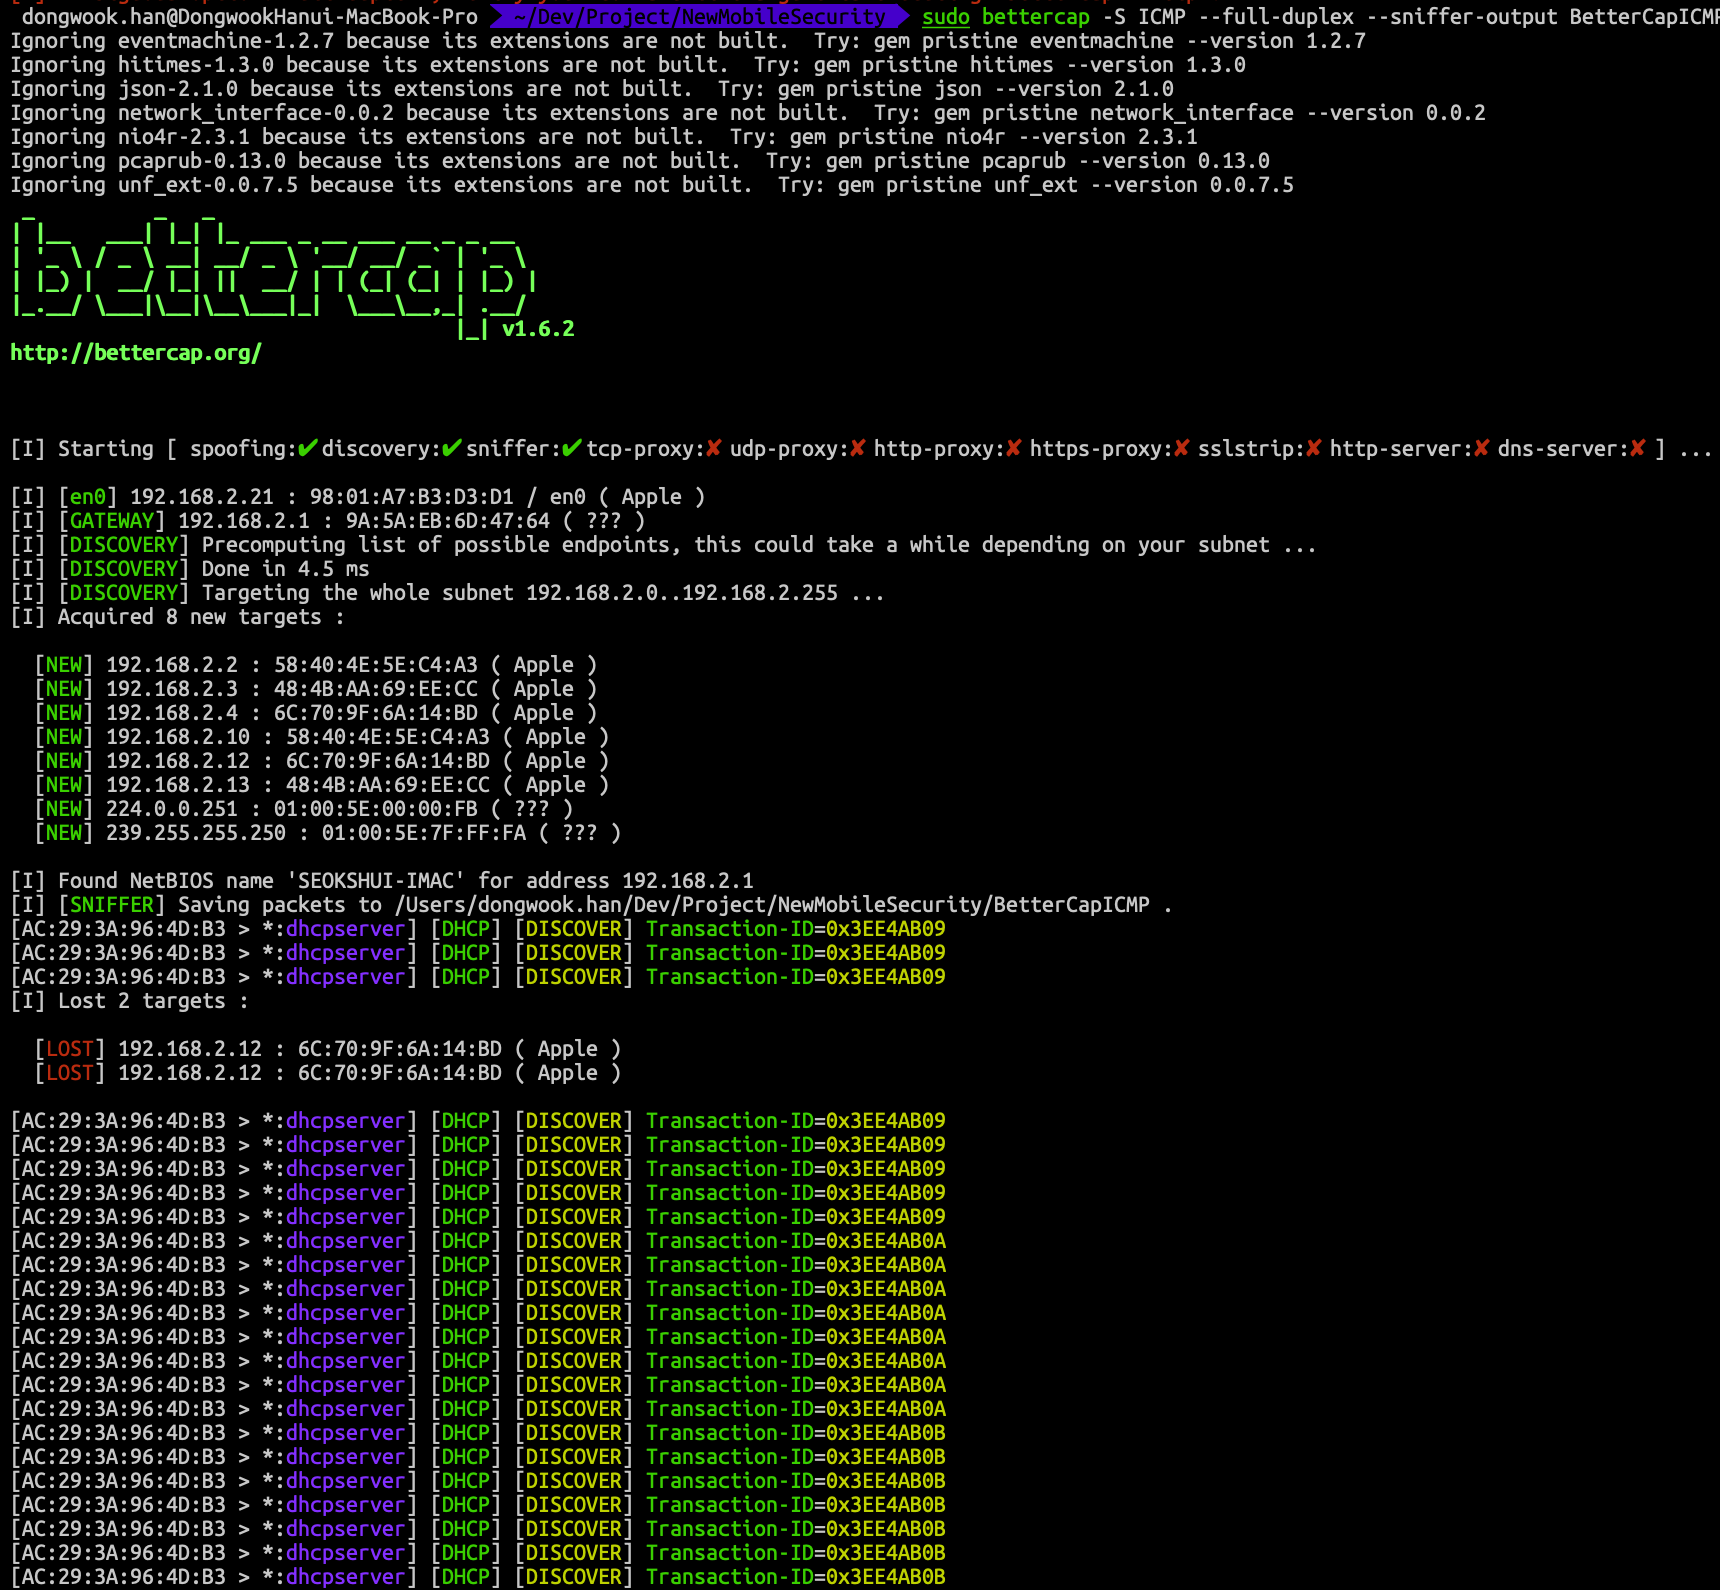 dongwook.han@DongwookHanui-MacBook-Pro ~/Dev/Project/NewMobileSecurity sudo bettercap -S ICMP --full-duplex --sniffer-output BetterCapICMP
Ignoring eventmachine-1.2.7 because its extensions are not built.  Try: gem pristine eventmachine --version 1.2.7
Ignoring hitimes-1.3.0 because its extensions are not built.  Try: gem pristine hitimes --version 1.3.0
Ignoring json-2.1.0 because its extensions are not built.  Try: gem pristine json --version 2.1.0
Ignoring network_interface-0.0.2 because its extensions are not built.  Try: gem pristine network_interface --version 0.0.2
Ignoring nio4r-2.3.1 because its extensions are not built.  Try: gem pristine nio4r --version 2.3.1
Ignoring pcaprub-0.13.0 because its extensions are not built.  Try: gem pristine pcaprub --version 0.13.0
Ignoring unf_ext-0.0.7.5 because its extensions are not built.  Try: gem pristine unf_ext --version 0.0.7.5
bettercap
v1.6.2
http://bettercap.org/
[I] Starting [ spoofing:✔ discovery:✔ sniffer:✔ tcp-proxy:✘ udp-proxy:✘ http-proxy:✘ https-proxy:✘ sslstrip:✘ http-server:✘ dns-server:✘ ] ...
[I] [en0] 192.168.2.21 : 98:01:A7:B3:D3:D1 / en0 ( Apple )
[I] [GATEWAY] 192.168.2.1 : 9A:5A:EB:6D:47:64 ( ??? )
[I] [DISCOVERY] Precomputing list of possible endpoints, this could take a while depending on your subnet ...
[I] [DISCOVERY] Done in 4.5 ms
[I] [DISCOVERY] Targeting the whole subnet 192.168.2.0..192.168.2.255 ...
[I] Acquired 8 new targets :
[NEW] 192.168.2.2 : 58:40:4E:5E:C4:A3 ( Apple )
[NEW] 192.168.2.3 : 48:4B:AA:69:EE:CC ( Apple )
[NEW] 192.168.2.4 : 6C:70:9F:6A:14:BD ( Apple )
[NEW] 192.168.2.10 : 58:40:4E:5E:C4:A3 ( Apple )
[NEW] 192.168.2.12 : 6C:70:9F:6A:14:BD ( Apple )
[NEW] 192.168.2.13 : 48:4B:AA:69:EE:CC ( Apple )
[NEW] 224.0.0.251 : 01:00:5E:00:00:FB ( ??? )
[NEW] 239.255.255.250 : 01:00:5E:7F:FF:FA ( ??? )
[I] Found NetBIOS name 'SEOKSHUI-IMAC' for address 192.168.2.1
[I] [SNIFFER] Saving packets to /Users/dongwook.han/Dev/Project/NewMobileSecurity/BetterCapICMP .
[AC:29:3A:96:4D:B3 > *:dhcpserver] [DHCP] [DISCOVER] Transaction-ID=0x3EE4AB09
[AC:29:3A:96:4D:B3 > *:dhcpserver] [DHCP] [DISCOVER] Transaction-ID=0x3EE4AB09
[AC:29:3A:96:4D:B3 > *:dhcpserver] [DHCP] [DISCOVER] Transaction-ID=0x3EE4AB09
[I] Lost 2 targets :
[LOST] 192.168.2.12 : 6C:70:9F:6A:14:BD ( Apple )
[LOST] 192.168.2.12 : 6C:70:9F:6A:14:BD ( Apple )
[AC:29:3A:96:4D:B3 > *:dhcpserver] [DHCP] [DISCOVER] Transaction-ID=0x3EE4AB09
[AC:29:3A:96:4D:B3 > *:dhcpserver] [DHCP] [DISCOVER] Transaction-ID=0x3EE4AB09
[AC:29:3A:96:4D:B3 > *:dhcpserver] [DHCP] [DISCOVER] Transaction-ID=0x3EE4AB09
[AC:29:3A:96:4D:B3 > *:dhcpserver] [DHCP] [DISCOVER] Transaction-ID=0x3EE4AB09
[AC:29:3A:96:4D:B3 > *:dhcpserver] [DHCP] [DISCOVER] Transaction-ID=0x3EE4AB09
[AC:29:3A:96:4D:B3 > *:dhcpserver] [DHCP] [DISCOVER] Transaction-ID=0x3EE4AB0A
[AC:29:3A:96:4D:B3 > *:dhcpserver] [DHCP] [DISCOVER] Transaction-ID=0x3EE4AB0A
[AC:29:3A:96:4D:B3 > *:dhcpserver] [DHCP] [DISCOVER] Transaction-ID=0x3EE4AB0A
[AC:29:3A:96:4D:B3 > *:dhcpserver] [DHCP] [DISCOVER] Transaction-ID=0x3EE4AB0A
[AC:29:3A:96:4D:B3 > *:dhcpserver] [DHCP] [DISCOVER] Transaction-ID=0x3EE4AB0A
[AC:29:3A:96:4D:B3 > *:dhcpserver] [DHCP] [DISCOVER] Transaction-ID=0x3EE4AB0A
[AC:29:3A:96:4D:B3 > *:dhcpserver] [DHCP] [DISCOVER] Transaction-ID=0x3EE4AB0A
[AC:29:3A:96:4D:B3 > *:dhcpserver] [DHCP] [DISCOVER] Transaction-ID=0x3EE4AB0A
[AC:29:3A:96:4D:B3 > *:dhcpserver] [DHCP] [DISCOVER] Transaction-ID=0x3EE4AB0B
[AC:29:3A:96:4D:B3 > *:dhcpserver] [DHCP] [DISCOVER] Transaction-ID=0x3EE4AB0B
[AC:29:3A:96:4D:B3 > *:dhcpserver] [DHCP] [DISCOVER] Transaction-ID=0x3EE4AB0B
[AC:29:3A:96:4D:B3 > *:dhcpserver] [DHCP] [DISCOVER] Transaction-ID=0x3EE4AB0B
[AC:29:3A:96:4D:B3 > *:dhcpserver] [DHCP] [DISCOVER] Transaction-ID=0x3EE4AB0B
[AC:29:3A:96:4D:B3 > *:dhcpserver] [DHCP] [DISCOVER] Transaction-ID=0x3EE4AB0B
[AC:29:3A:96:4D:B3 > *:dhcpserver] [DHCP] [DISCOVER] Transaction-ID=0x3EE4AB0B